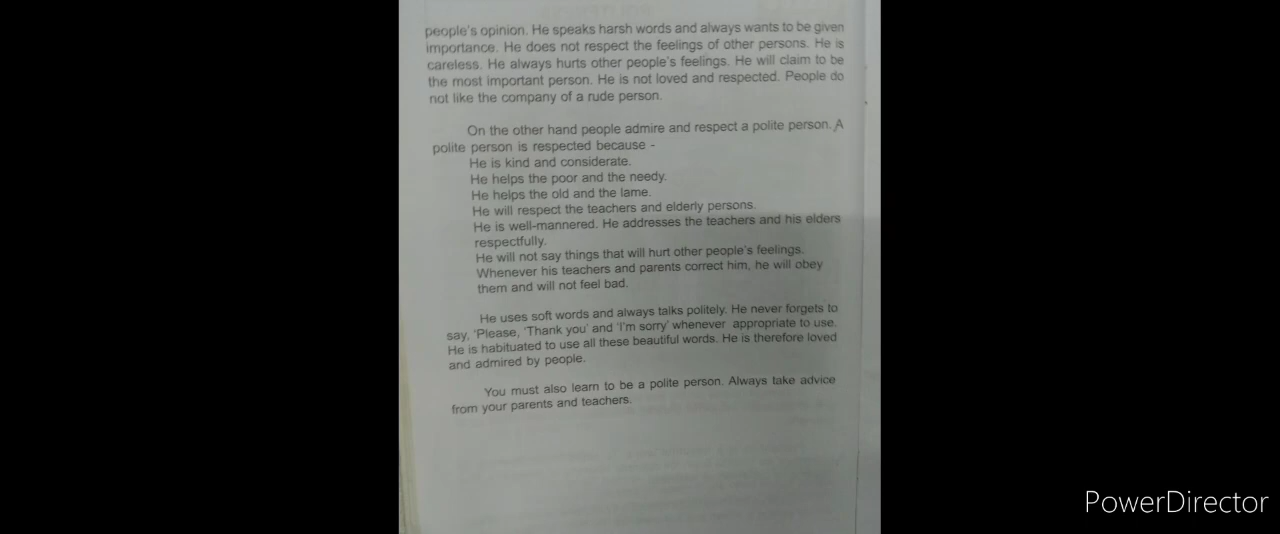 people's opinion. He speaks harsh words and always wants to be given
importance. He does not respect the feelings of other persons. He is
careless. He always hurts other people's feelings. He will claim to be
the most important person. He is not loved and respected. People do
not like the company of a rude person.
On the other hand people admire and respect a polite person. A
polite person is respected because -
He is kind and considerate.
He helps the poor and the needy.
He helps the old and the lame.
He will respect the teachers and elderly persons.
He is well-mannered. He addresses the teachers and his elders
respectfully.
He will not say things that will hurt other people's feelings.
Whenever his teachers and parents correct him, he will obey
them and will not feel bad.
He uses soft words and always talks politely. He never forgets to
say, 'Please, 'Thank you' and 'I'm sorry' whenever appropriate to use.
He is habituated to use all these beautiful words. He is therefore loved
and admired by people.
You must also learn to be a polite person. Always take advice
from your parents and teachers.
PowerDirector